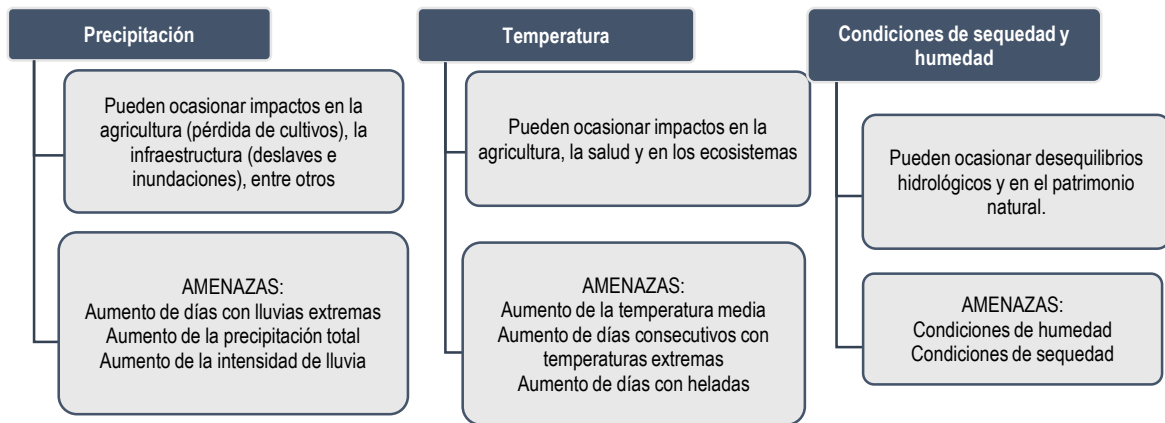 Precipitación
Pueden ocasionar impactos en la
agricultura (pérdida de cultivos), la
infraestructura (deslaves e
inundaciones), entre otros
AMENAZAS:
Aumento de días con lluvias extremas
Aumento de la precipitación total
Aumento de la intensidad de lluvia
Temperatura
Pueden ocasionar impactos en la
agricultura, la salud y en los ecosistemas
AMENAZAS:
Aumento de la temperatura media
Aumento de días consecutivos con
temperaturas extremas
Aumento de días con heladas
Condiciones de sequedad y
humedad
Pueden ocasionar desequilibrios
hidrológicos y en el patrimonio
natural.
AMENAZAS:
Condiciones de humedad
Condiciones de sequedad